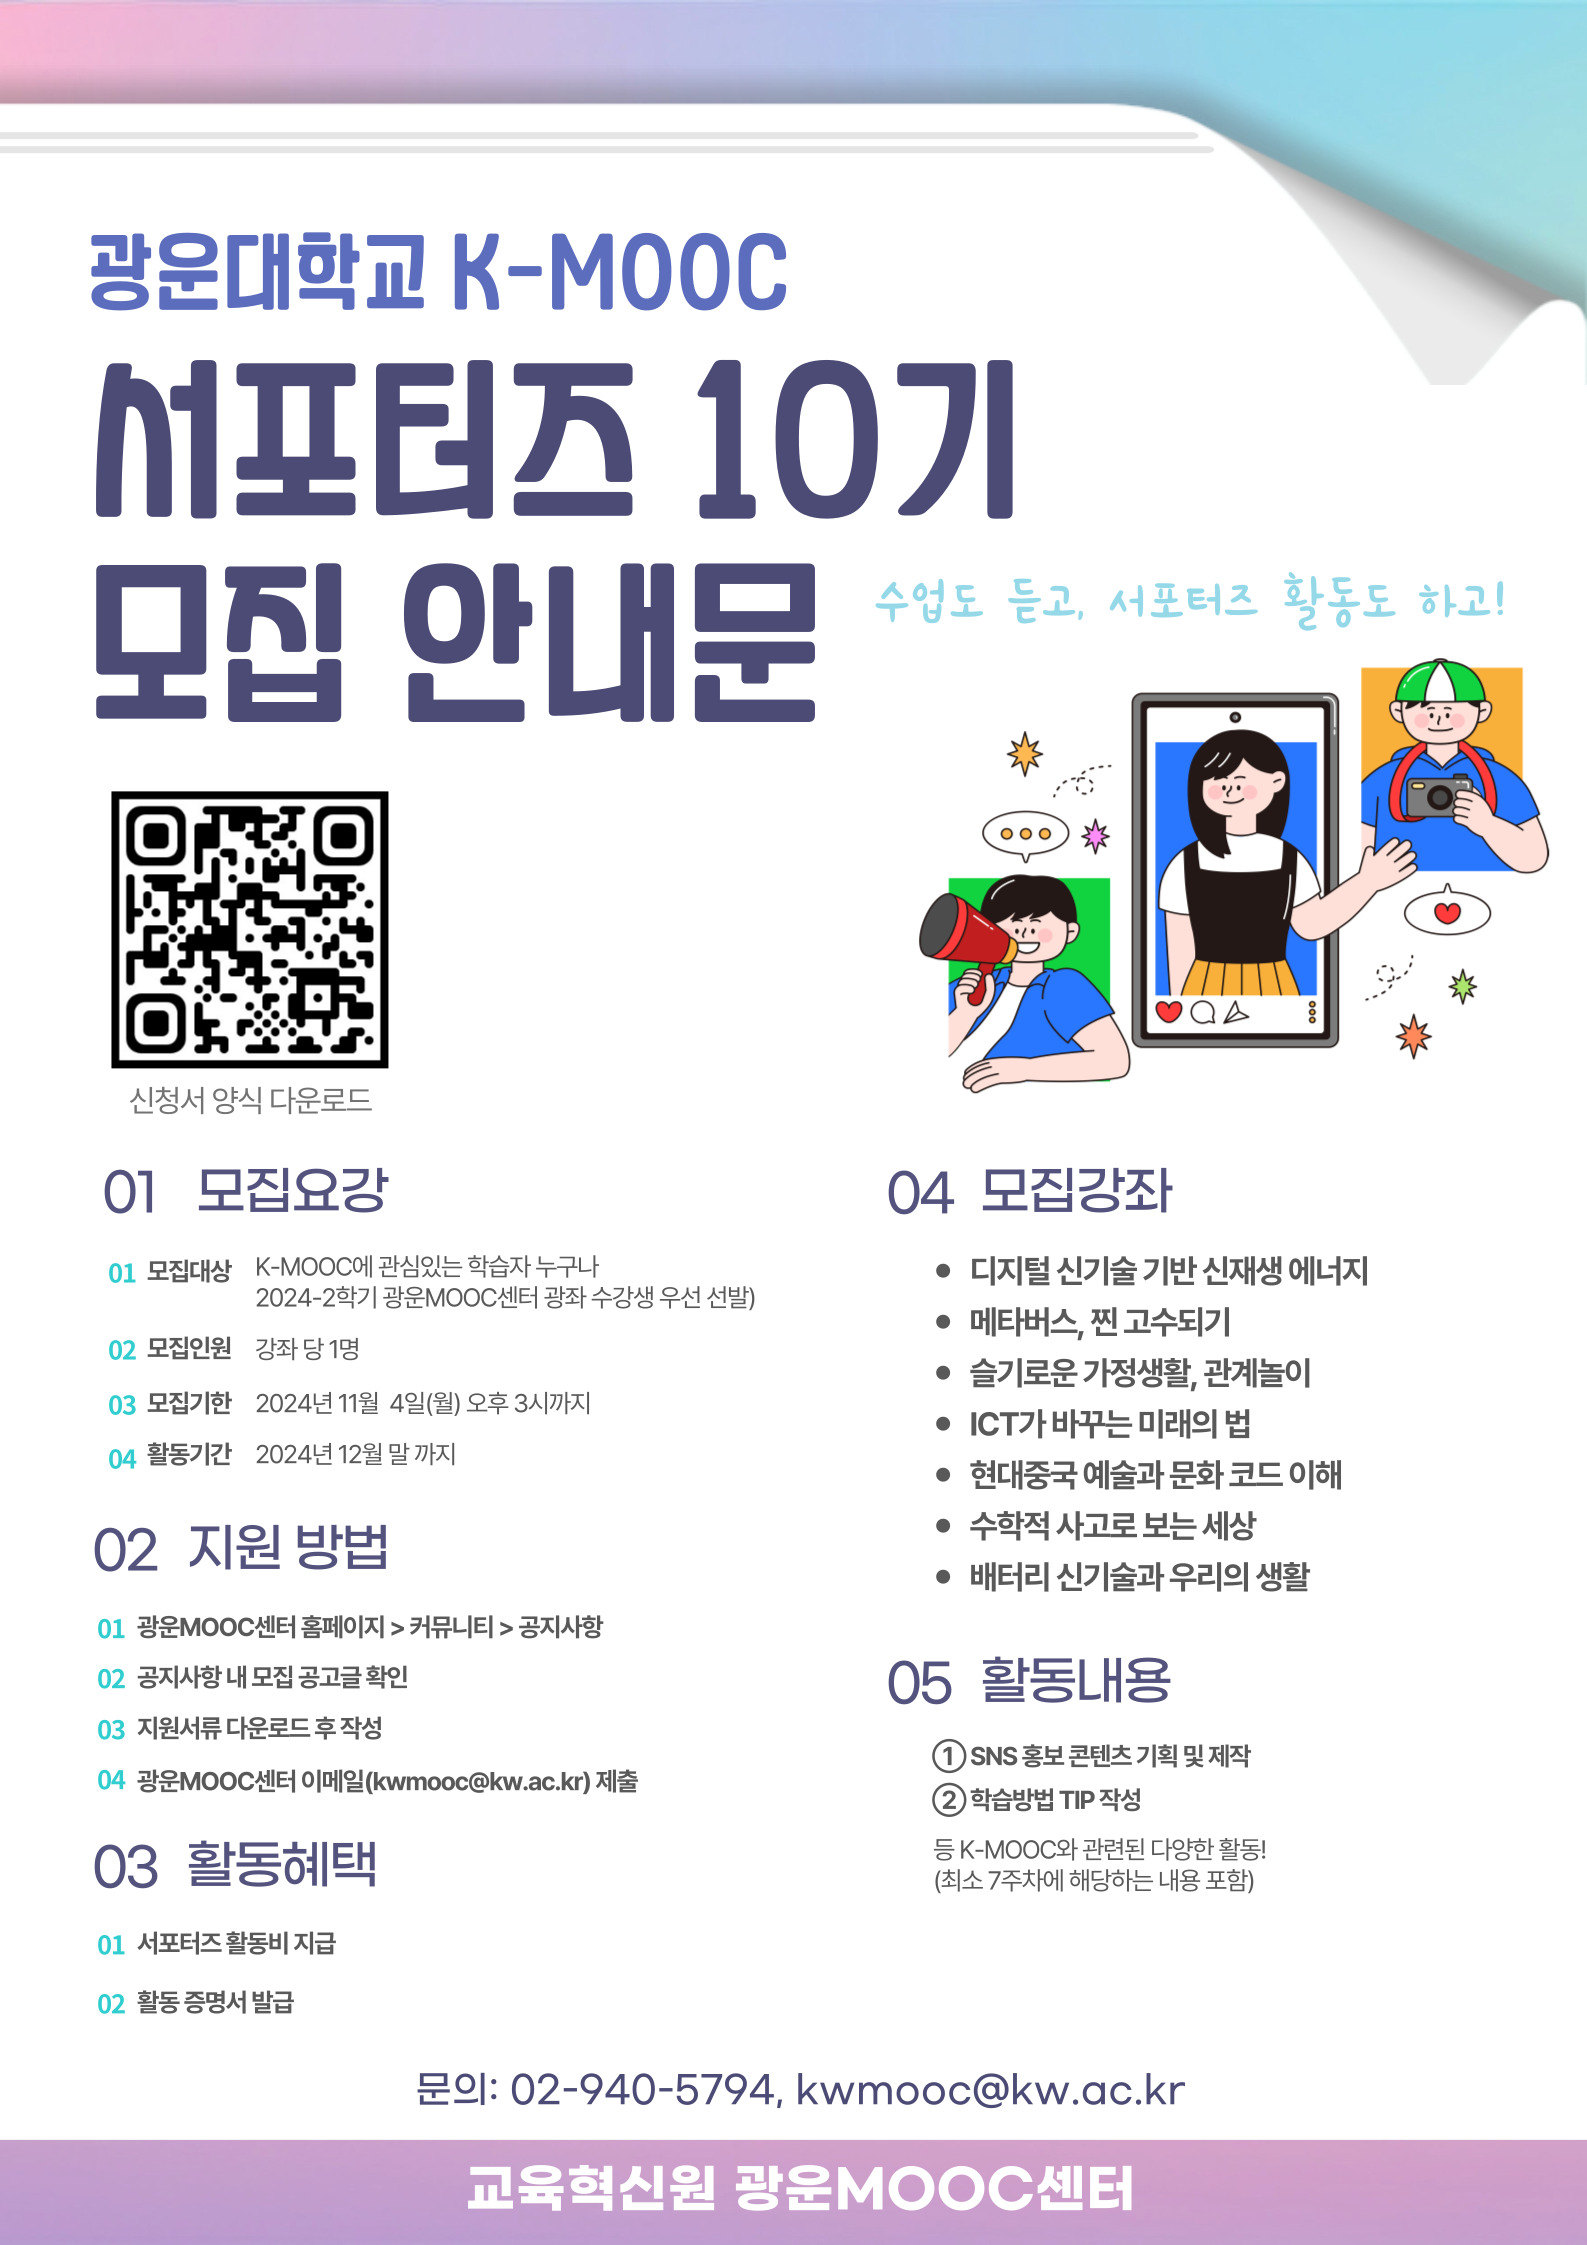 광운대학교 K-MOOC
서포터즈 10기
모집 안내문
수업도 듣고, 서포터즈 활동도 하고!
신청서 양식 다운로드
01 모집요강
01 모집대상 K-MOOC에 관심있는 학습자 누구나
2024-2학기 광운MOOC센터 광좌 수강생 우선 선발)
02 모집인원 강좌 당 1명
03 모집기한 2024년 11월 4일(월) 오후 3시까지
04 활동기간 2024년 12월 말 까지
02 지원 방법
01 광운MOOC센터 홈페이지 > 커뮤니티 > 공지사항
02 공지사항 내 모집 공고글 확인
03 지원서류 다운로드 후 작성
04 광운MOOC센터 이메일(kwmooc@kw.ac.kr) 제출
03 활동혜택
01 서포터즈 활동비 지급
02 활동 증명서 발급
04 모집강좌
• 디지털 신기술 기반 신재생 에너지
• 메타버스, 찐 고수되기
• 슬기로운 가정생활, 관계놀이
• ICT가 바꾸는 미래의 법
• 현대중국 예술과 문화 코드 이해
• 수학적 사고로 보는 세상
• 배터리 신기술과 우리의 생활
05 활동내용
① SNS 홍보 콘텐츠 기획 및 제작
② 학습방법 TIP 작성
등 K-MOOC와 관련된 다양한 활동!
(최소 7주차에 해당하는 내용 포함)
문의: 02-940-5794, kwmooc@kw.ac.kr
교육혁신원 광운MOOC센터